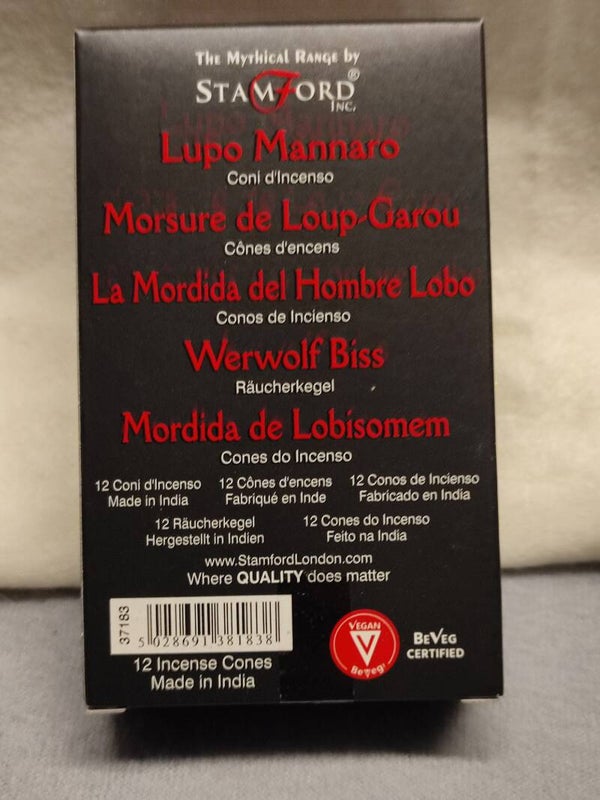 The Mythical Range by
STAMFORD®
INC.
Lupo Mannaro
Coni d'Incenso
Morsure de Loup-Garou
Cônes d'encens
La Mordida del Hombre Lobo
Conos de Incienso
Werwolf Biss
Räucherkegel
Mordida de Lobisomem
Cones do Incenso
12 Coni d'Incenso 12 Cônes d'encens 12 Conos de Incienso
Made in India Fabriqué en Inde Fabricado en India
12 Räucherkegel 12 Cones do Incenso
Hergestellt in Indien Feito na India
www.StamfordLondon.com
Where QUALITY does matter
37183
5 028691 381838
12 Incense Cones
Made in India
VEGAN
BeVeg
BEVEG
CERTIFIED